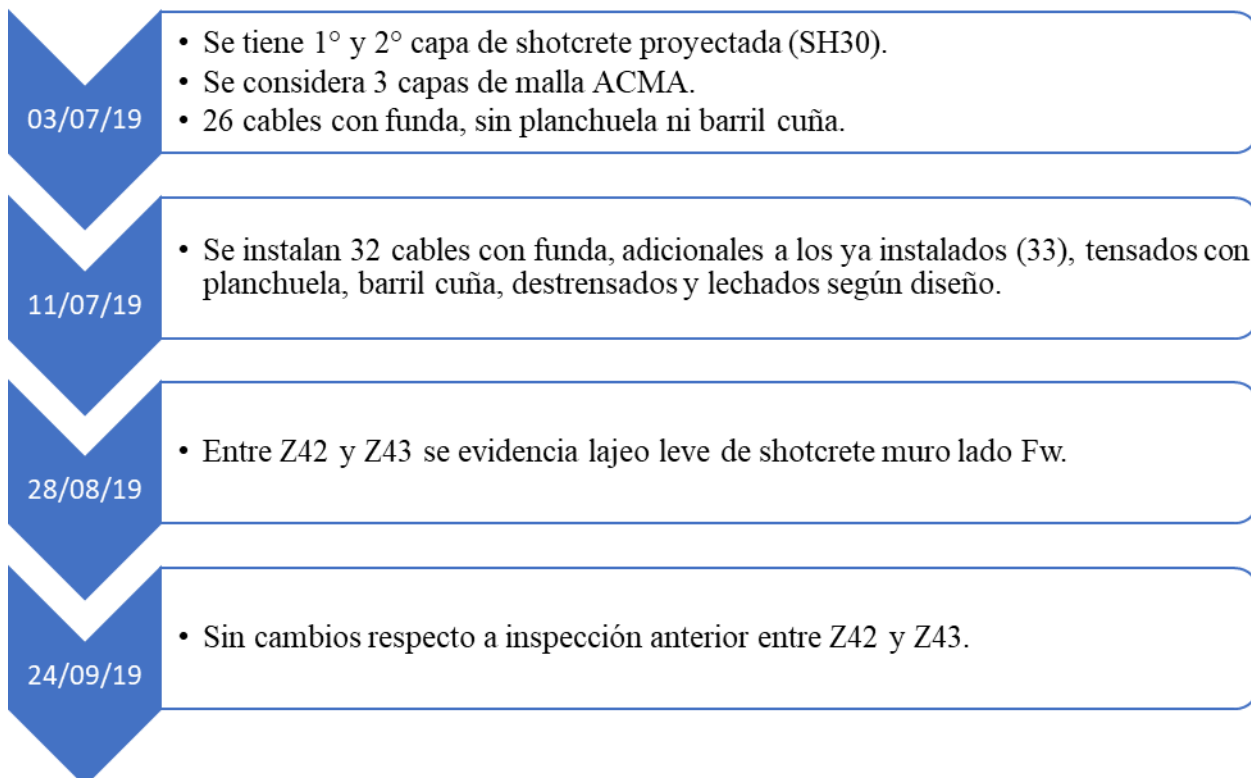 03/07/19
• Se tiene 1° y 2° capa de shotcrete proyectada (SH30).
• Se considera 3 capas de malla ACMA.
• 26 cables con funda, sin planchuela ni barril cuña.
11/07/19
• Se instalan 32 cables con funda, adicionales a los ya instalados (33), tensados con
planchuela, barril cuña, destrensados y lechados según diseño.
28/08/19
• Entre Z42 y Z43 se evidencia lajeo leve de shotcrete muro lado Fw.
24/09/19
• Sin cambios respecto a inspección anterior entre Z42 y Z43.